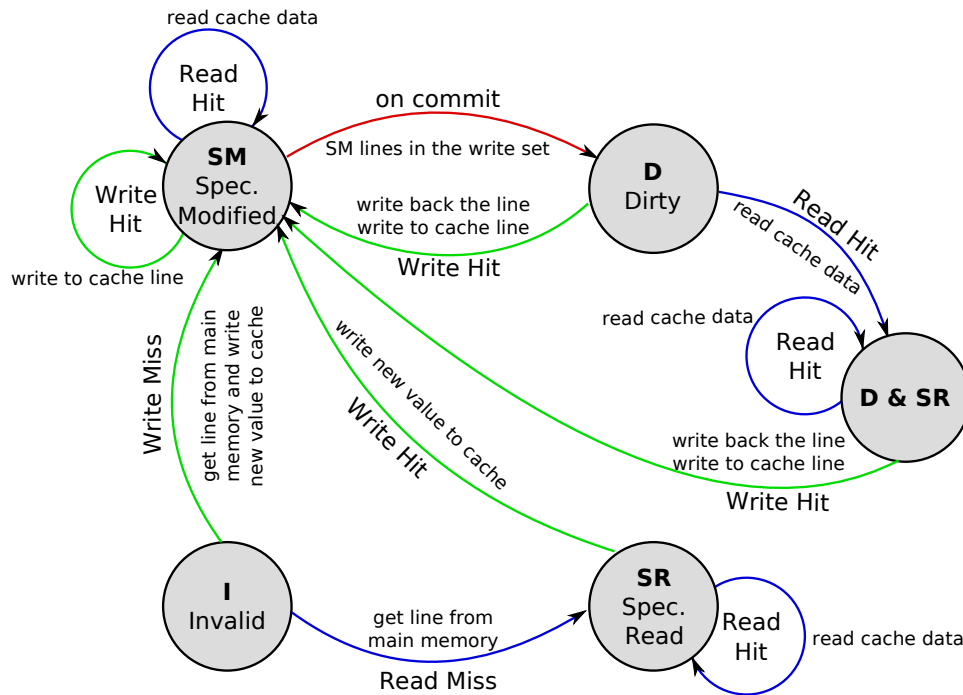 read cache data
Read
Hit
on commit
SM lines in the write set
SM
Spec.
Modified
D
Dirty
Write
Hit
write to cache line
write back the line
write to cache line
Write Hit
Read Hit
read cache data
read cache data
Read
Hit
D & SR
Write Miss
get line from main
memory and write
new value to cache
write new value to cache
Write Hit
write back the line
write to cache line
Write Hit
I
Invalid
get line from
main memory
Read Miss
SR
Spec.
Read
Read
Hit
read cache data